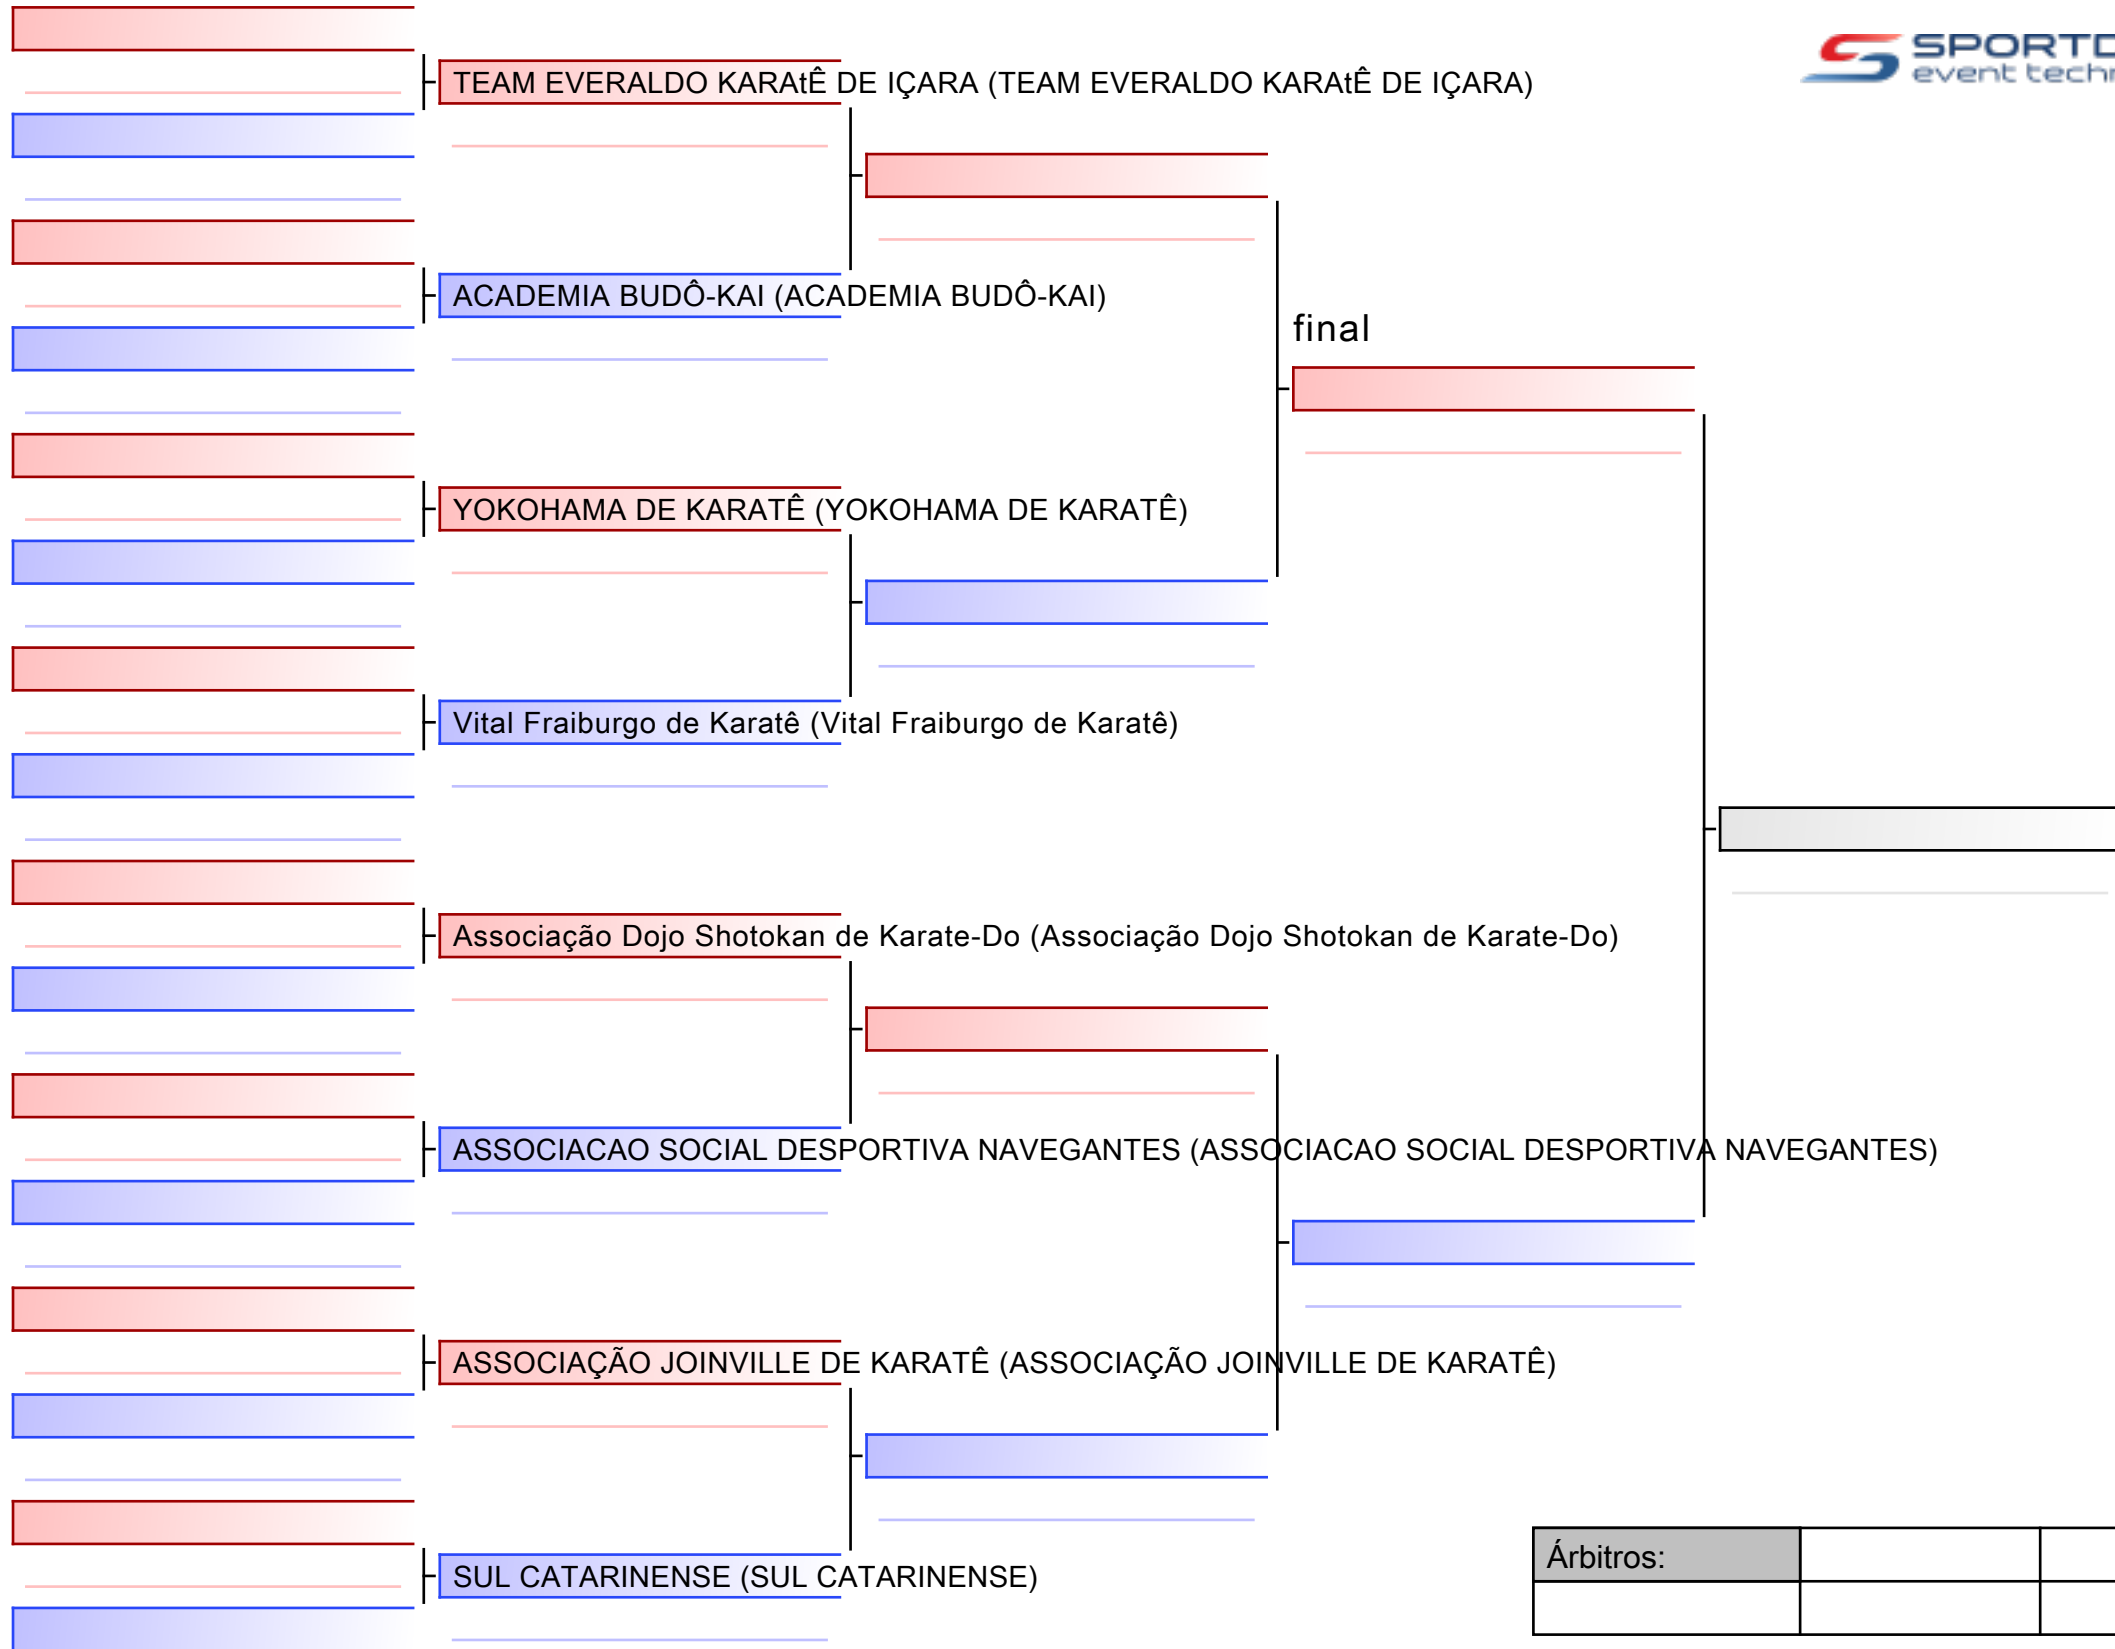 SPORTD
event techn
TEAM EVERALDO KARAtÊ DE IÇARA (TEAM EVERALDO KARAtÊ DE IÇARA)
ACADEMIA BUDÔ-KAI (ACADEMIA BUDÔ-KAI)
final
YOKOHAMA DE KARATÊ (YOKOHAMA DE KARATÊ)
Vital Fraiburgo de Karatê (Vital Fraiburgo de Karatê)
Associação Dojo Shotokan de Karate-Do (Associação Dojo Shotokan de Karate-Do)
ASSOCIACAO SOCIAL DESPORTIVA NAVEGANTES (ASSOCIACAO SOCIAL DESPORTIVA NAVEGANTES)
ASSOCIAÇÃO JOINVILLE DE KARATÊ (ASSOCIAÇÃO JOINVILLE DE KARATÊ)
SUL CATARINENSE (SUL CATARINENSE)
Árbitros: